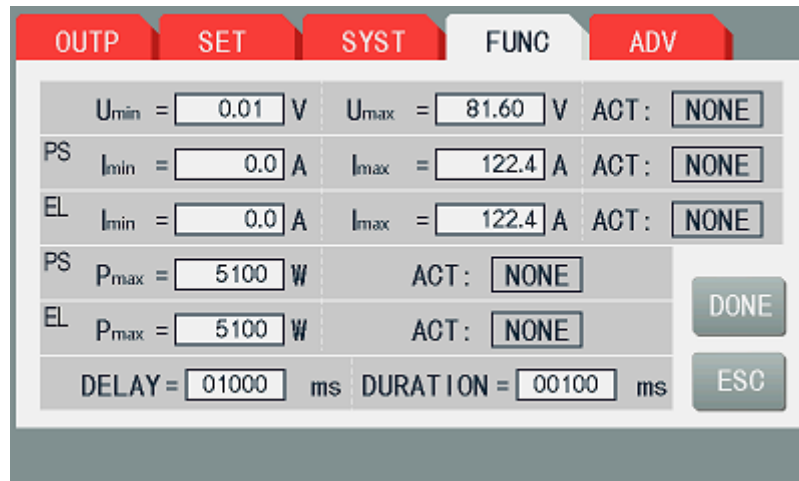 OUTP SET SYST FUNC ADV
Umin = 0.01 V Umax = 81.60 V ACT: NONE
PS Imin = 0.0 A Imax = 122.4 A ACT: NONE
EL Imin = 0.0 A Imax = 122.4 A ACT: NONE
PS Pmax = 5100 W ACT: NONE
EL Pmax = 5100 W ACT: NONE
DONE
DELAY = 01000 ms DURATION = 00100 ms
ESC